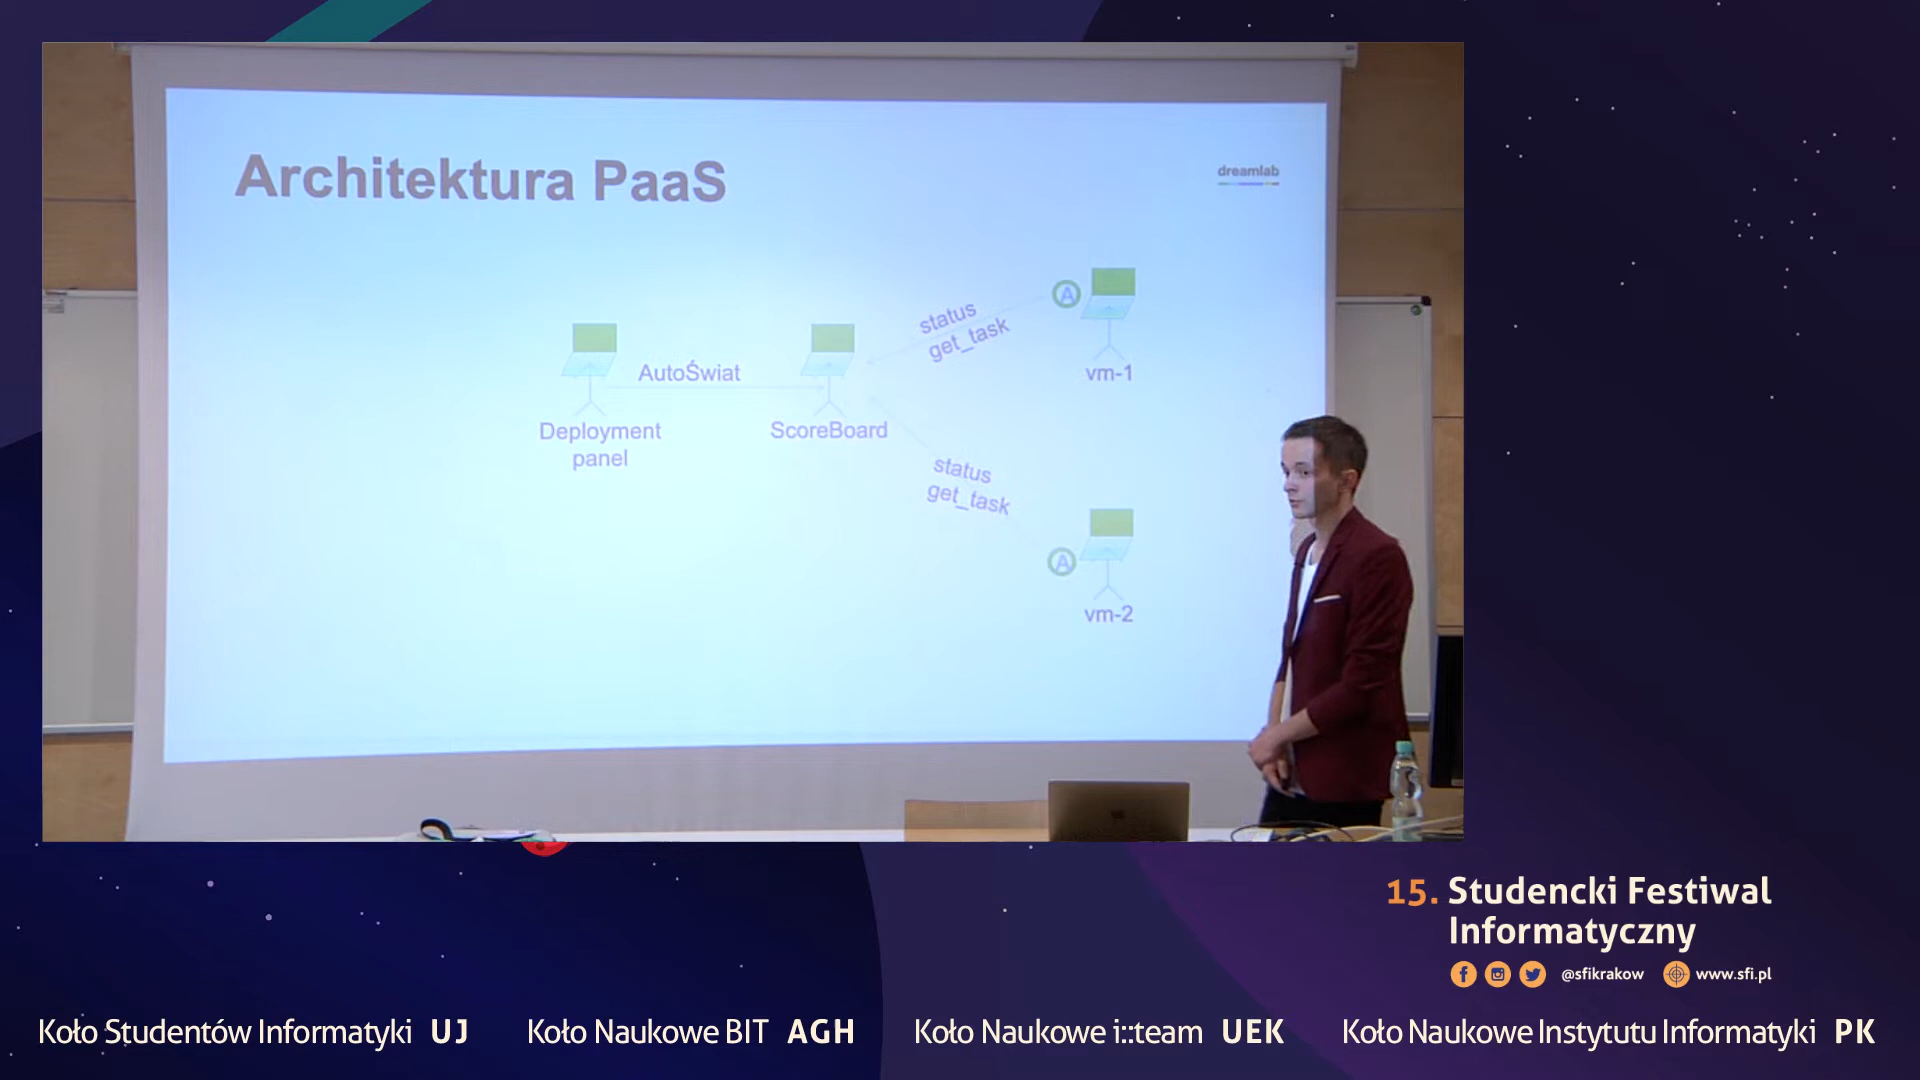 Architektura PaaS
dreamlab
status
get_task
A
vm-1
AutoŚwiat
Deployment
panel
ScoreBoard
status
get_task
A
vm-2
15. Studencki Festiwal
Informatyczny
@sfikrakow www.sfi.pl
Koło Studentów Informatyki UJ Koło Naukowe BIT AGH Koło Naukowe i::team UEK Koło Naukowe Instytutu Informatyki PK